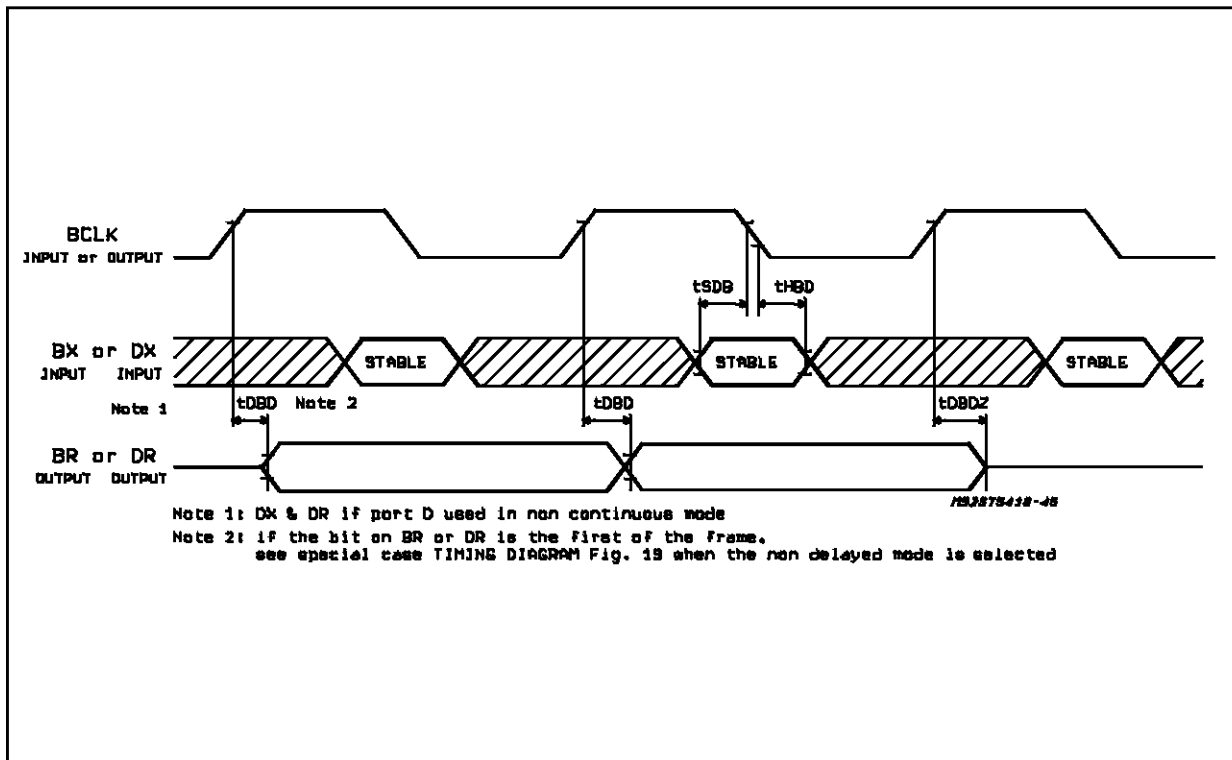 BCLK
INPUT or OUTPUT
tSDB tHBD
BX or DX
INPUT INPUT
STABLE STABLE STABLE
Note 1 tDBD Note 2 tDBD tDBDZ
BR or DR
OUTPUT OUTPUT
Note 1: DX & DR if port D used in non continuous mode
Note 2: if the bit on BR or DR is the first of the frame.
see special case TIMING DIAGRAM Fig. 19 when the non delayed mode is selected